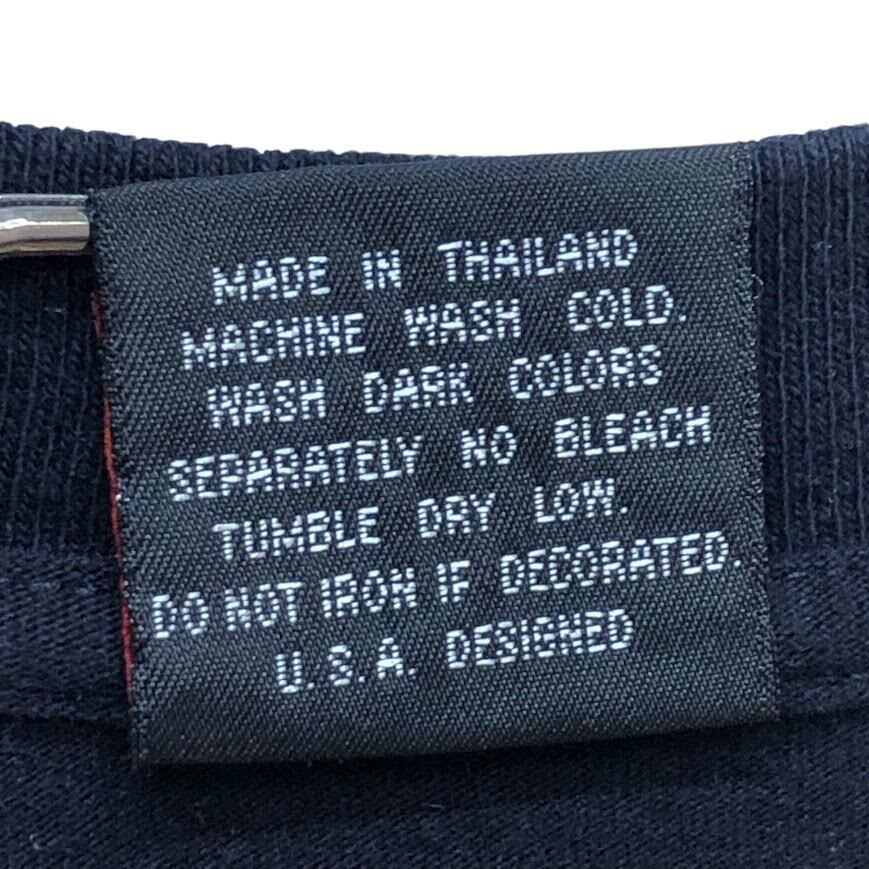 MADE IN THAILAND
MACHINE WASH COLD.
WASH DARK COLORS
SEPARATELY NO BLEACH
TUMBLE DRY LOW.
DO NOT IRON IF DECORATED.
U.S.A. DESIGNED